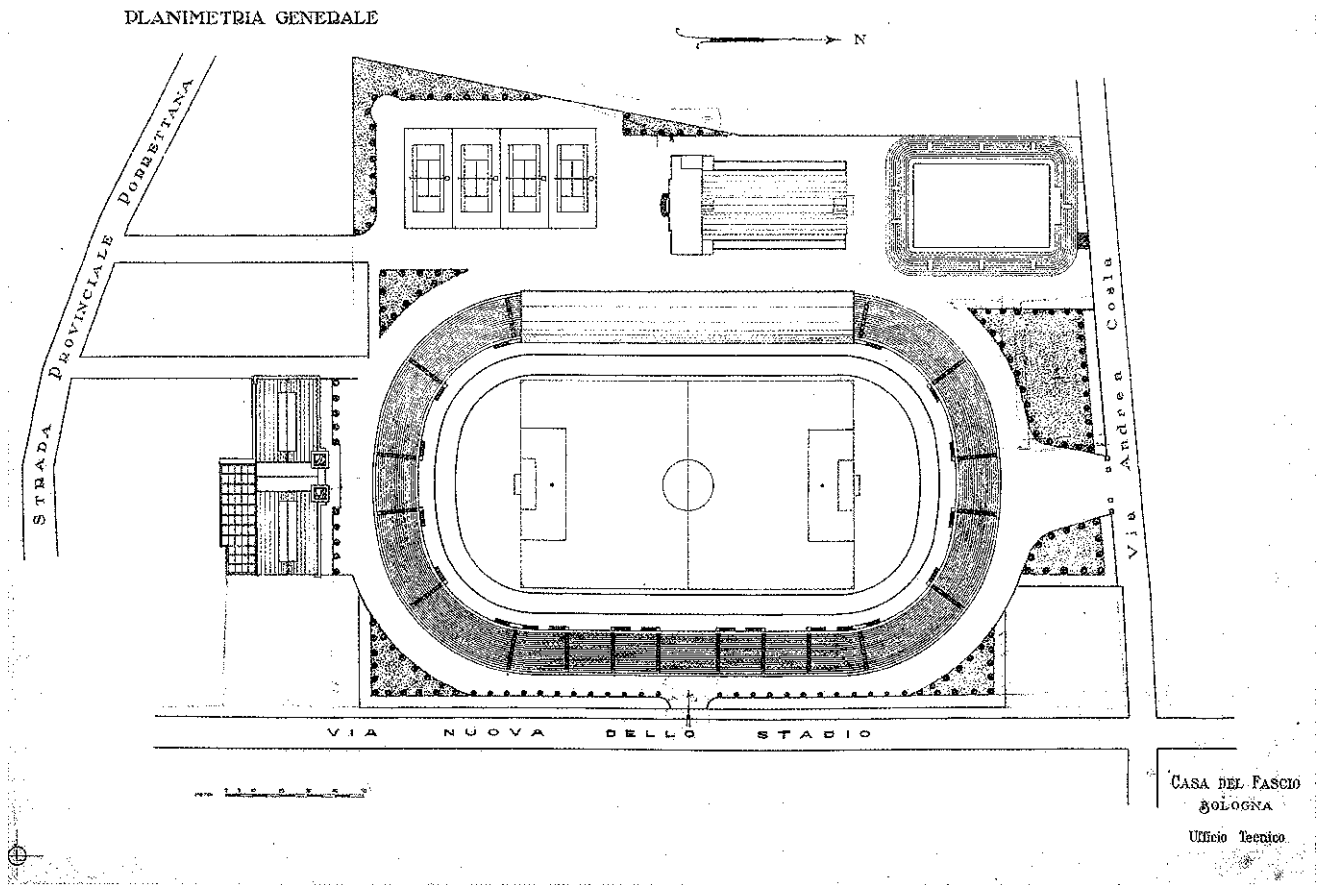 PLANIMETRIA GENERALE
N
STRADA PROVINCIALE PORRETTANA
Via Andrea Costa
VIA NUOVA DELLO STADIO
CASA DEL FASCIO
BOLOGNA
Ufficio Tecnico